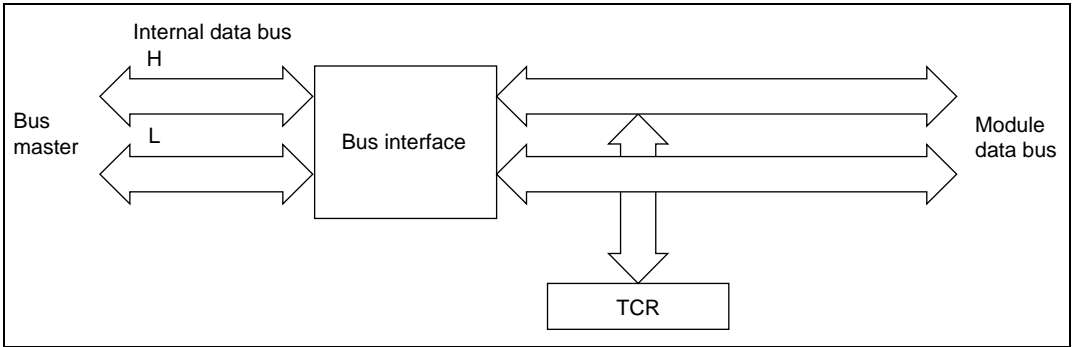 Internal data bus
H
Bus
master
L
Bus interface
Module
data bus
TCR